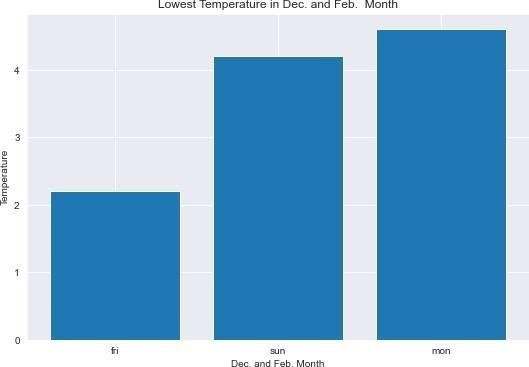 Lowest Temperature in Dec. and Feb.  Month
Temperature
4
3
2
1
0
fri sun mon
Dec. and Feb. Month